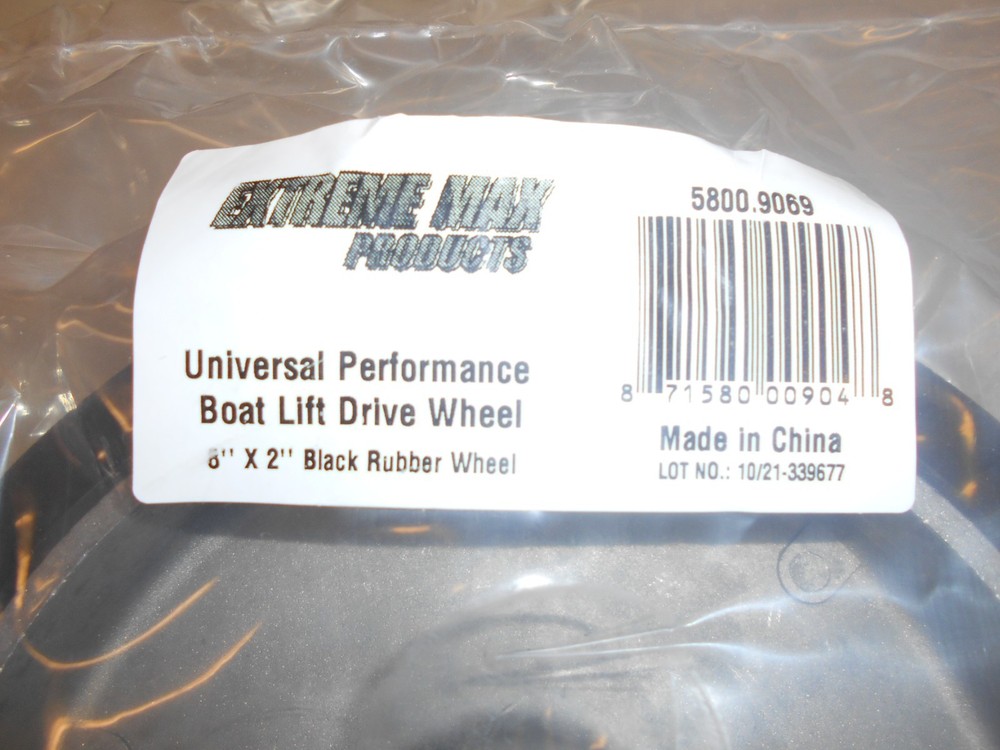 EXTREME MAX
PRODUCTS
Universal Performance
Boat Lift Drive Wheel
8'' X 2'' Black Rubber Wheel
5800.9069
8 71580 00904 8
Made in China
LOT NO.: 10/21-339677